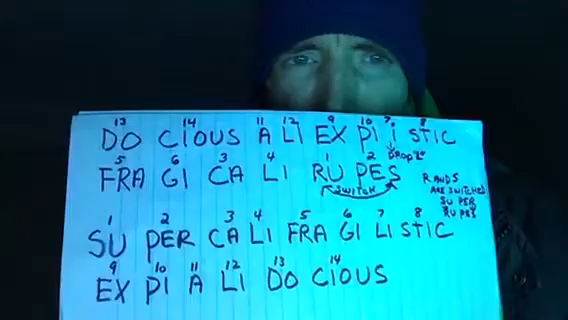 13 14 11 12 9 10 7 8
DO CIOUS A LI EX PI i STIC
DROP "L"
5 6 3 4 1 2
FRA GI CA LI RU PES
SWITCH
R AND S
ARE SWITCHED
SU PER
RU PES
1 2 3 4 5 6 7 8
SU PER CA LI FRA GI LI STIC
9 10 11 12 13 14
EX PI A LI DO CIOUS